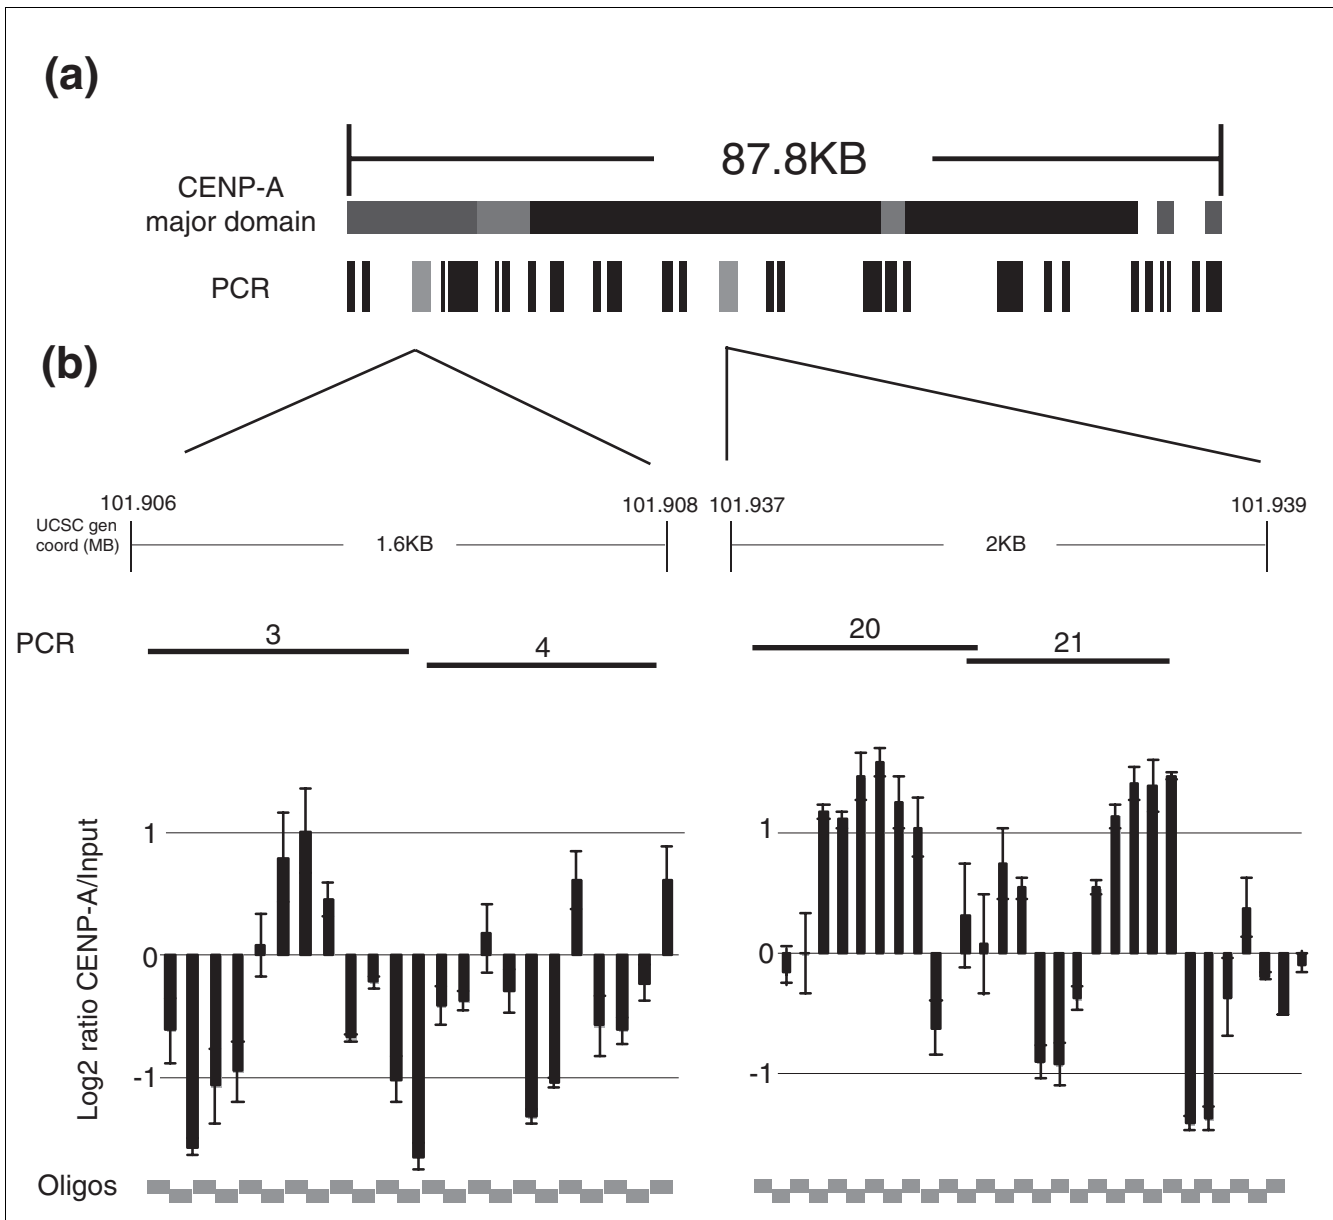 (a)
87.8KB
CENP-A
major domain
PCR
(b)
101.906
101.908
101.937
101.939
UCSC gen
coord (MB)
1.6KB
2KB
PCR
3
4
20
21
Log2 ratio CENP-A/Input
1
0
-1
1
0
-1
Oligos